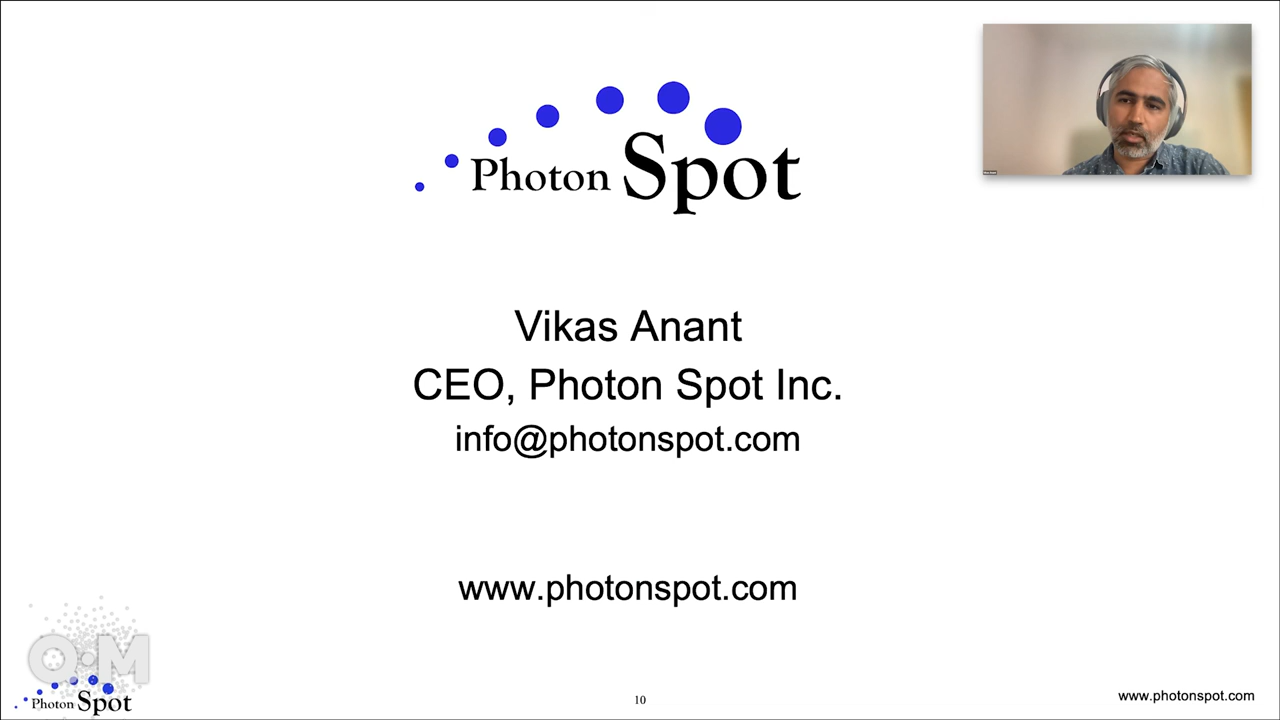 Photon Spot
Vikas Anant
CEO, Photon Spot Inc.
info@photonspot.com
www.photonspot.com
Q.M
Photon Spot
10
www.photonspot.com